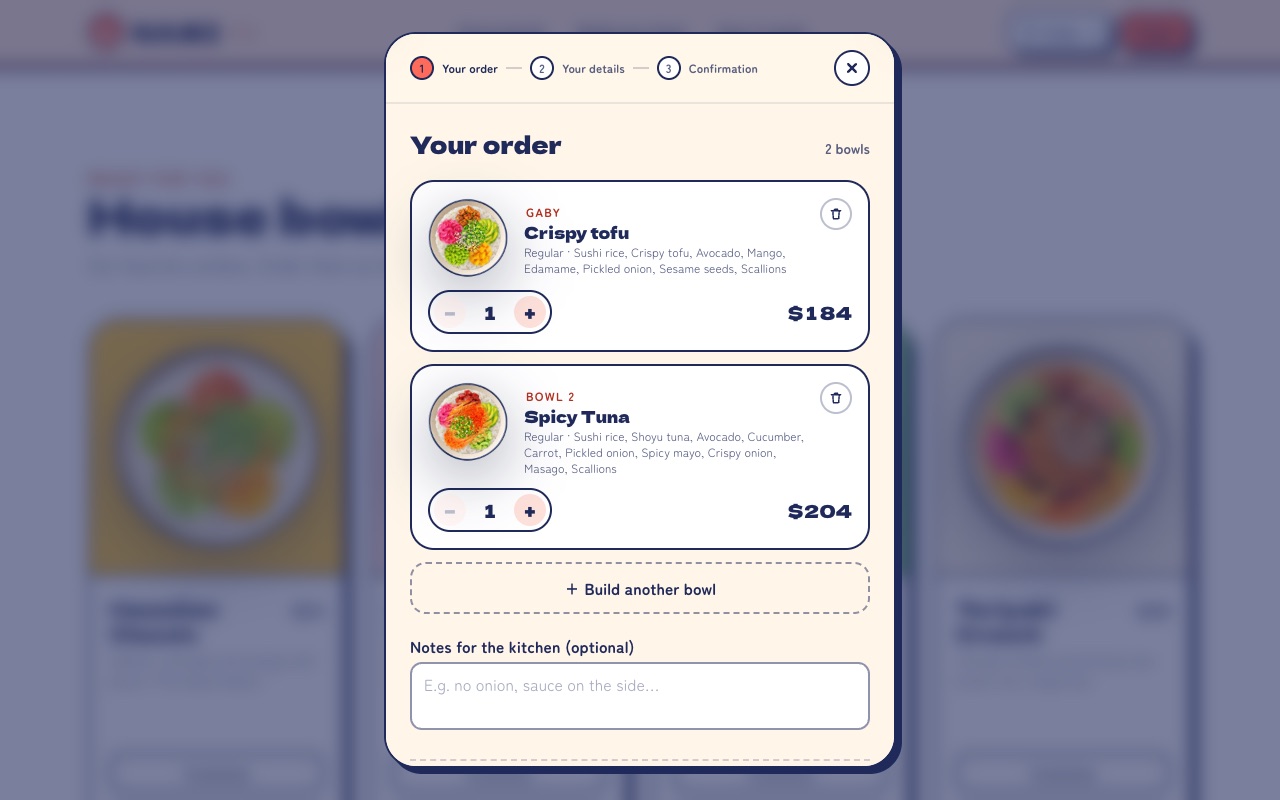 1 Your order
2 Your details
3 Confirmation
Your order
2 bowls
GABY
Crispy tofu
Regular · Sushi rice, Crispy tofu, Avocado, Mango,
Edamame, Pickled onion, Sesame seeds, Scallions
− 1 +
$184
BOWL 2
Spicy Tuna
Regular · Sushi rice, Shoyu tuna, Avocado, Cucumber,
Carrot, Pickled onion, Spicy mayo, Crispy onion,
Masago, Scallions
− 1 +
$204
+ Build another bowl
Notes for the kitchen (optional)
E.g. no onion, sauce on the side…
House bow